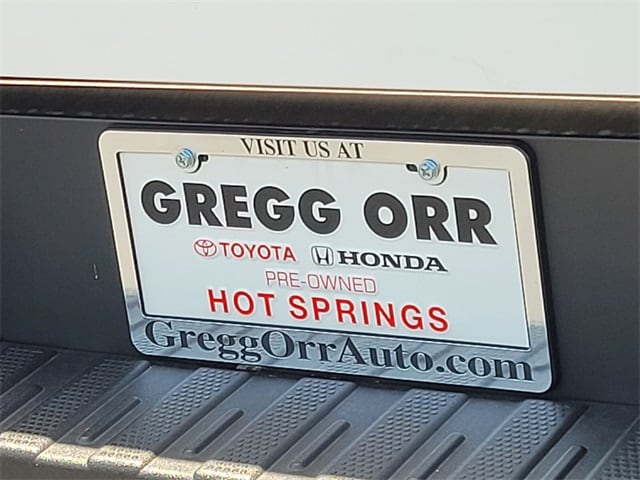 VISIT US AT
GREGG ORR
TOYOTA HONDA
PRE-OWNED
HOT SPRINGS
GreggOrrAuto.com